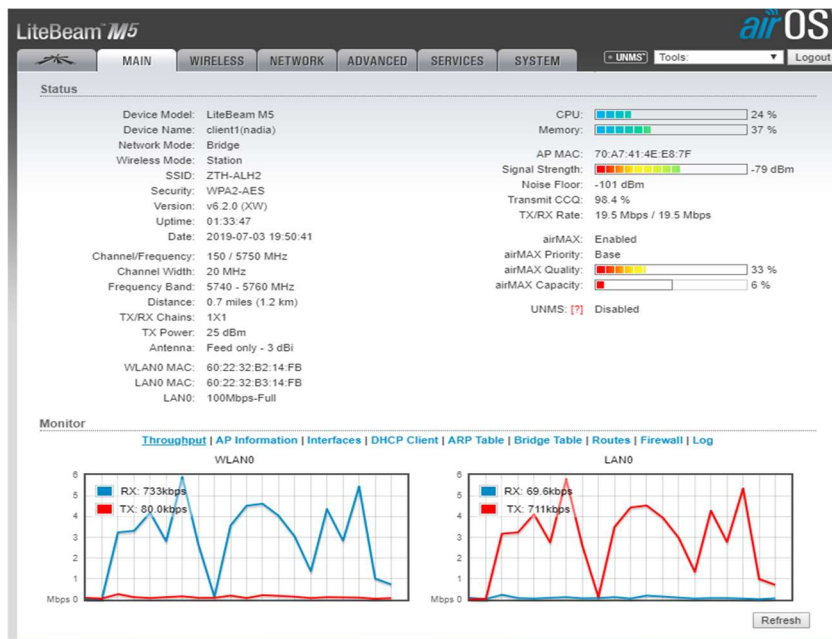 LiteBeam™ M5
airOS
MAIN WIRELESS NETWORK ADVANCED SERVICES SYSTEM UNMS™ Tools: Logout
Status
Device Model: LiteBeam M5
Device Name: client1(nadia)
Network Mode: Bridge
Wireless Mode: Station
SSID: ZTH-ALH2
Security: WPA2-AES
Version: v6.2.0 (XW)
Uptime: 01:33:47
Date: 2019-07-03 19:50:41
Channel/Frequency: 150 / 5750 MHz
Channel Width: 20 MHz
Frequency Band: 5740 - 5760 MHz
Distance: 0.7 miles (1.2 km)
TX/RX Chains: 1X1
TX Power: 25 dBm
Antenna: Feed only - 3 dBi
WLAN0 MAC: 60:22:32:B2:14:FB
LAN0 MAC: 60:22:32:B3:14:FB
LAN0: 100Mbps-Full
CPU: 24 %
Memory: 37 %
AP MAC: 70:A7:41:4E:E8:7F
Signal Strength: -79 dBm
Noise Floor: -101 dBm
Transmit CCQ: 98.4 %
TX/RX Rate: 19.5 Mbps / 19.5 Mbps
airMAX: Enabled
airMAX Priority: Base
airMAX Quality: 33 %
airMAX Capacity: 6 %
UNMS: [?] Disabled
Monitor
Throughput | AP Information | Interfaces | DHCP Client | ARP Table | Bridge Table | Routes | Firewall | Log
WLAN0
6
5
4
3
2
1
Mbps 0
RX: 733kbps
TX: 80.0kbps
LAN0
6
5
4
3
2
1
Mbps 0
RX: 69.6kbps
TX: 711kbps
Refresh